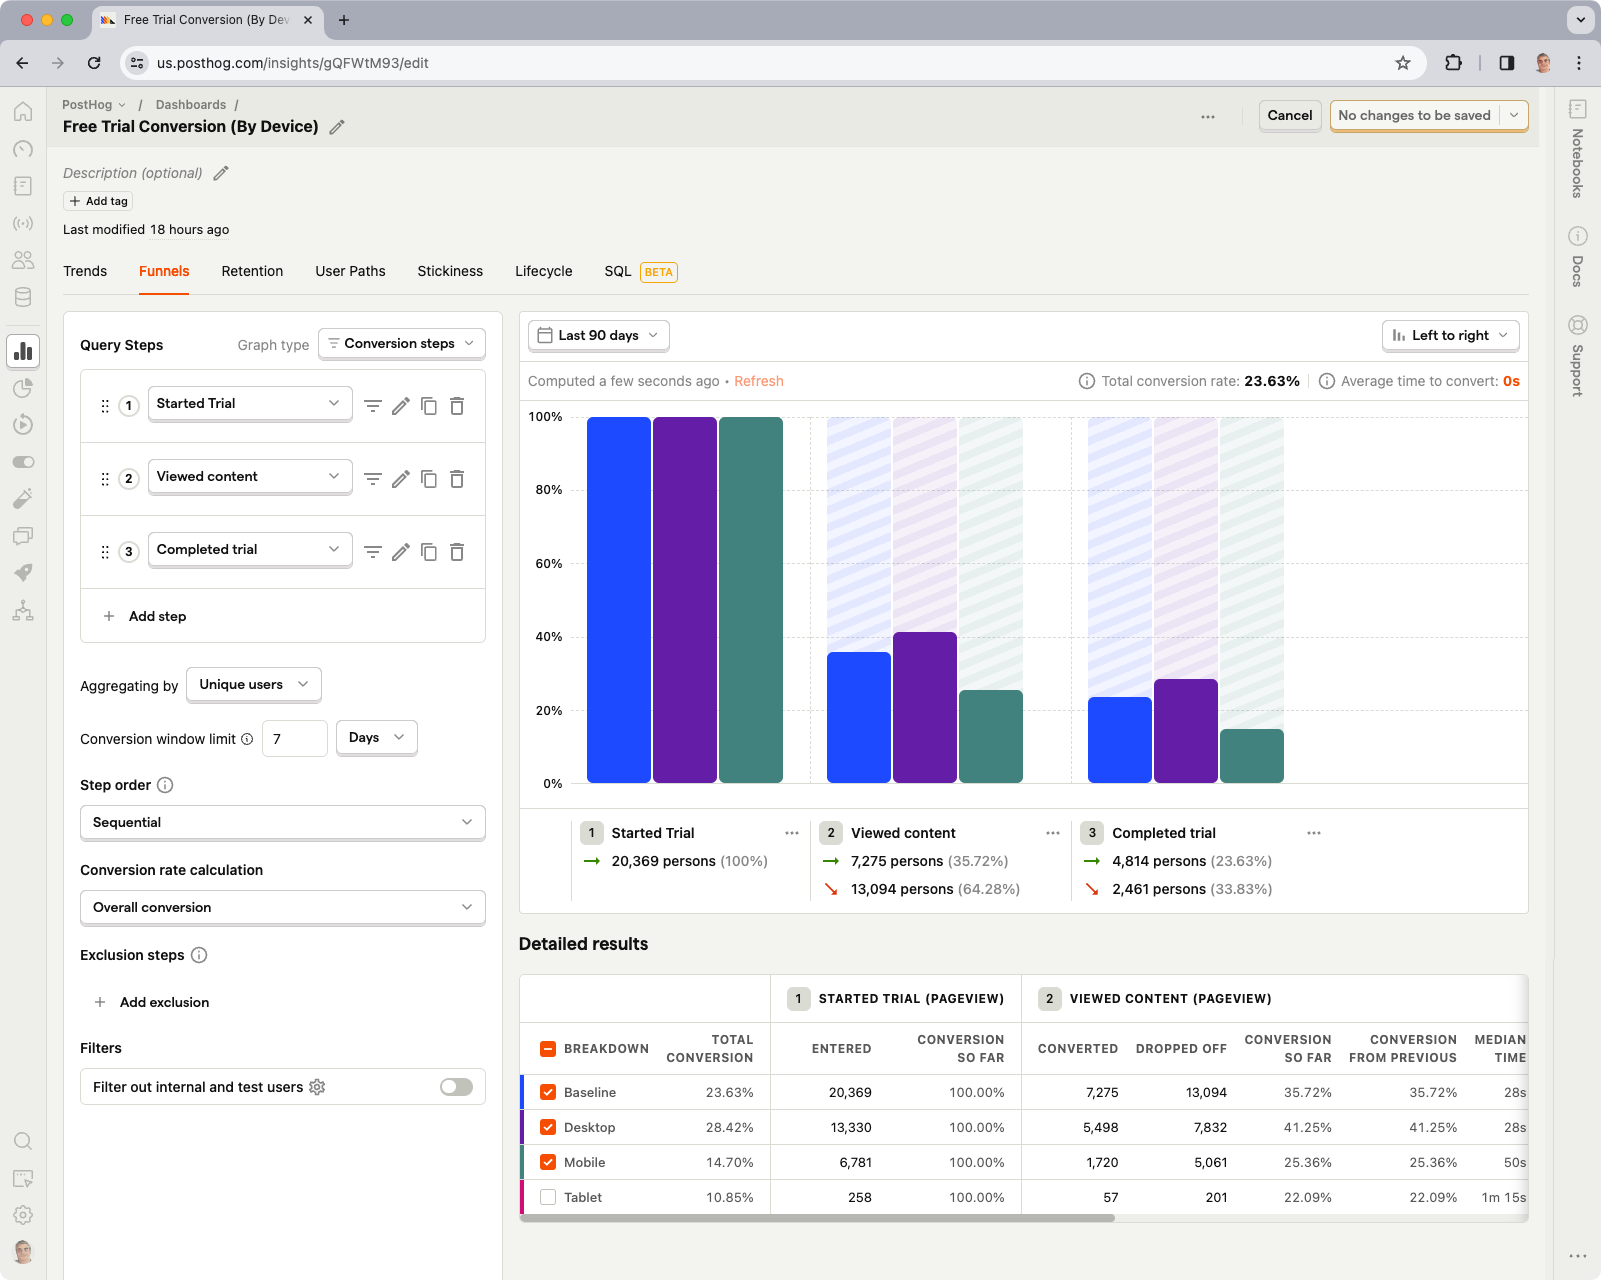 Free Trial Conversion (By Dev
us.posthog.com/insights/gQFWtM93/edit
PostHog / Dashboards /
Free Trial Conversion (By Device)
Cancel
No changes to be saved
Description (optional)
Add tag
Last modified 18 hours ago
Trends Funnels Retention User Paths Stickiness Lifecycle SQL BETA
Query Steps
Graph type Conversion steps
1 Started Trial
2 Viewed content
3 Completed trial
Add step
Aggregating by Unique users
Conversion window limit 7 Days
Step order
Sequential
Conversion rate calculation
Overall conversion
Exclusion steps
Add exclusion
Filters
Filter out internal and test users
Last 90 days
Left to right
Computed a few seconds ago • Refresh
Total conversion rate: 23.63%
Average time to convert: 0s
100%
80%
60%
40%
20%
0%
1 Started Trial
20,369 persons (100%)
2 Viewed content
7,275 persons (35.72%)
13,094 persons (64.28%)
3 Completed trial
4,814 persons (23.63%)
2,461 persons (33.83%)
Detailed results
1 STARTED TRIAL (PAGEVIEW) 2 VIEWED CONTENT (PAGEVIEW)
BREAKDOWN TOTAL CONVERSION ENTERED CONVERSION SO FAR CONVERTED DROPPED OFF CONVERSION SO FAR CONVERSION FROM PREVIOUS MEDIAN TIME
Baseline 23.63% 20,369 100.00% 7,275 13,094 35.72% 35.72% 28s
Desktop 28.42% 13,330 100.00% 5,498 7,832 41.25% 41.25% 28s
Mobile 14.70% 6,781 100.00% 1,720 5,061 25.36% 25.36% 50s
Tablet 10.85% 258 100.00% 57 201 22.09% 22.09% 1m 15s
Notebooks
Docs
Support